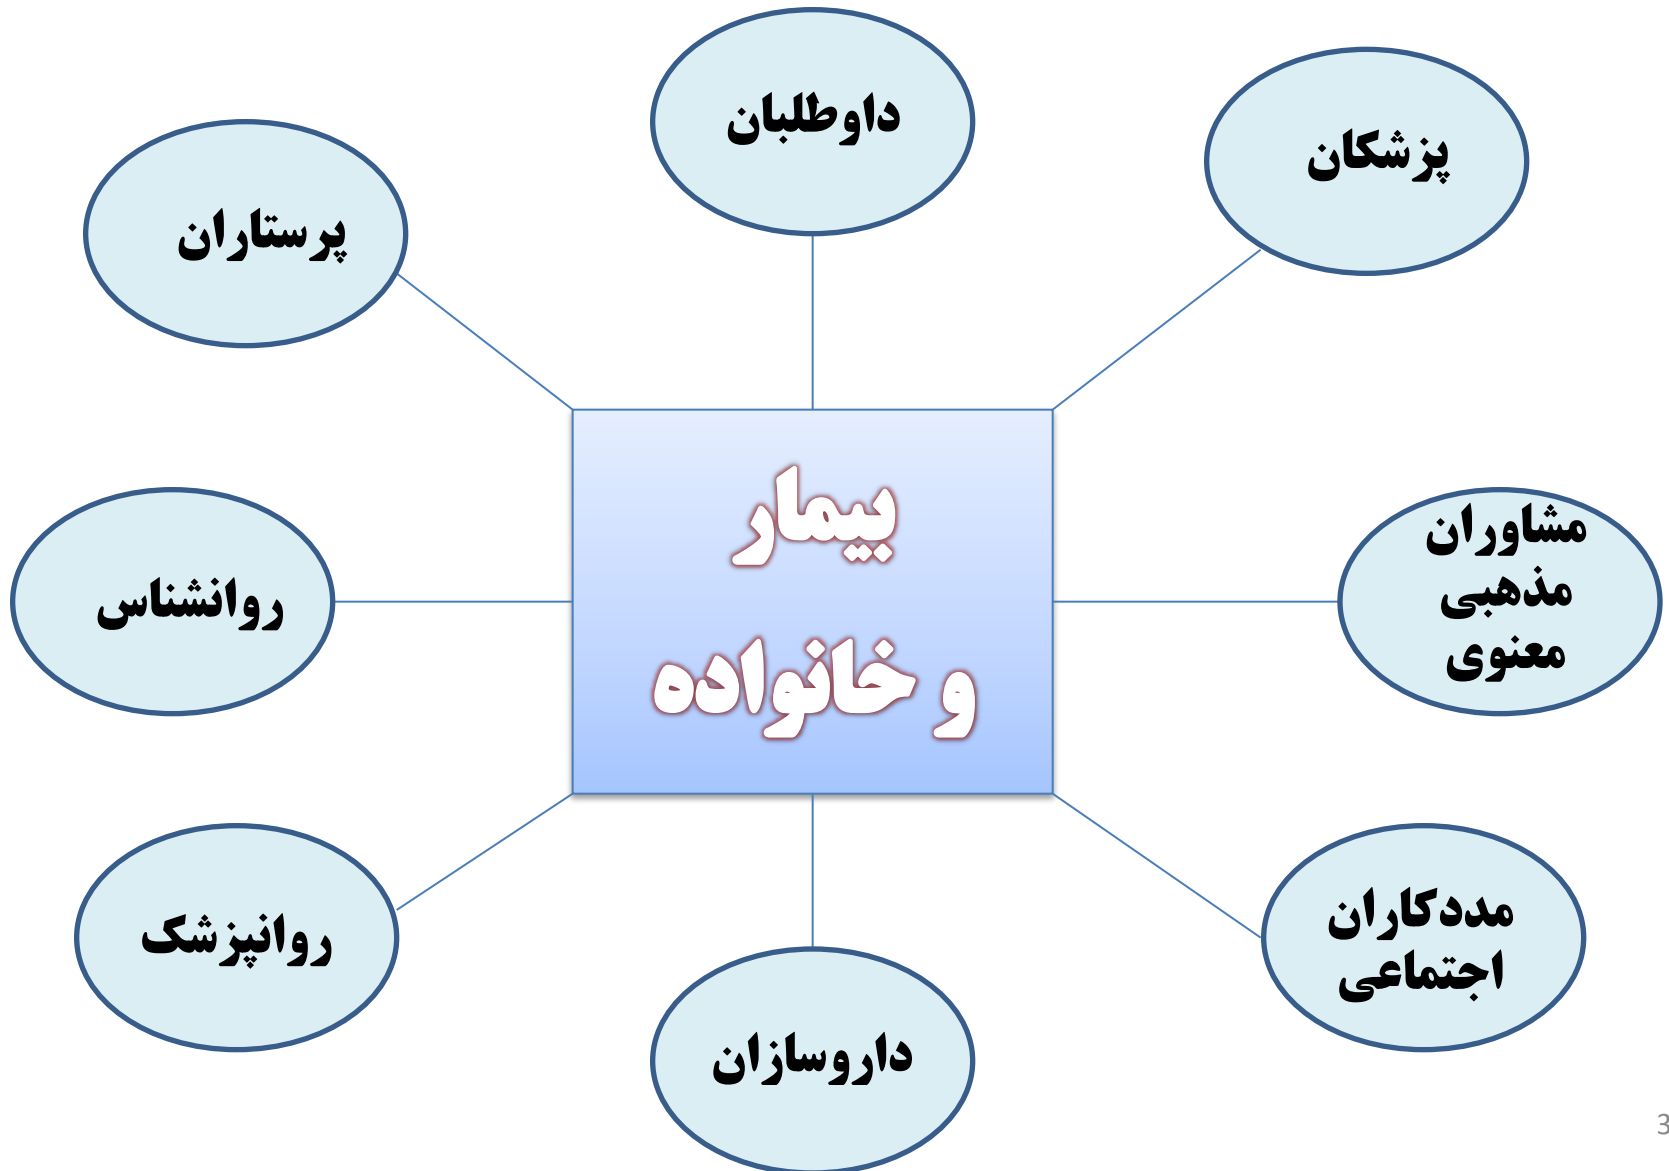 داوطلبان
پزشکان
پرستاران
بیمار
و خانواده
مشاوران
مذهبی
معنوی
روانشناس
مددکاران
اجتماعی
روانپزشک
داروسازان
3